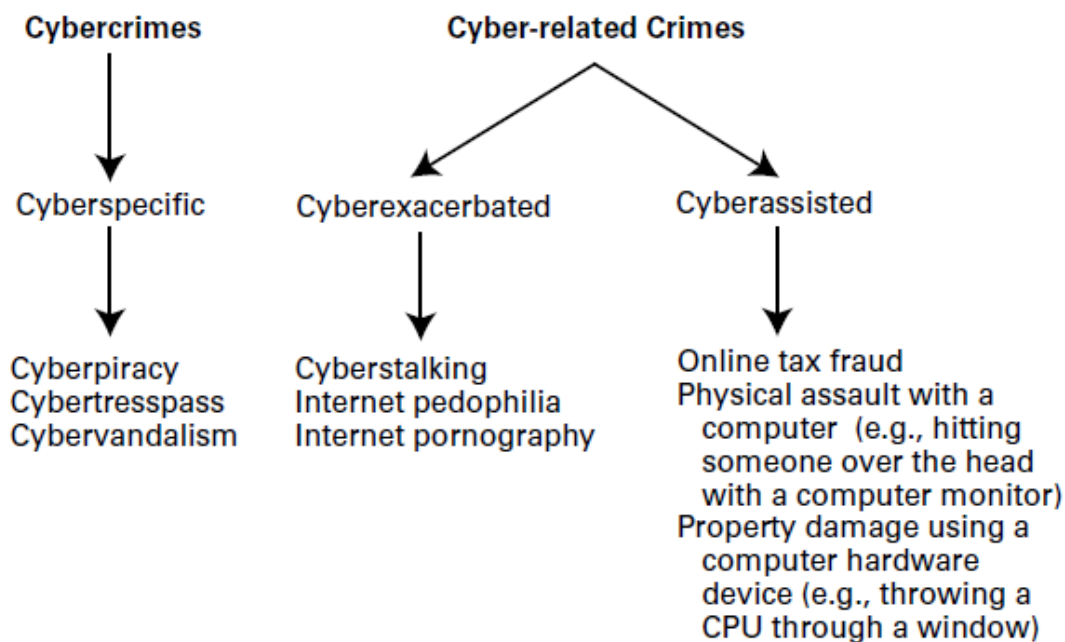 Cybercrimes
Cyber-related Crimes
Cyberspecific
Cyberexacerbated
Cyberassisted
Cyberpiracy
Cybertresspass
Cybervandalism
Cyberstalking
Internet pedophilia
Internet pornography
Online tax fraud
Physical assault with a
computer (e.g., hitting
someone over the head
with a computer monitor)
Property damage using a
computer hardware
device (e.g., throwing a
CPU through a window)